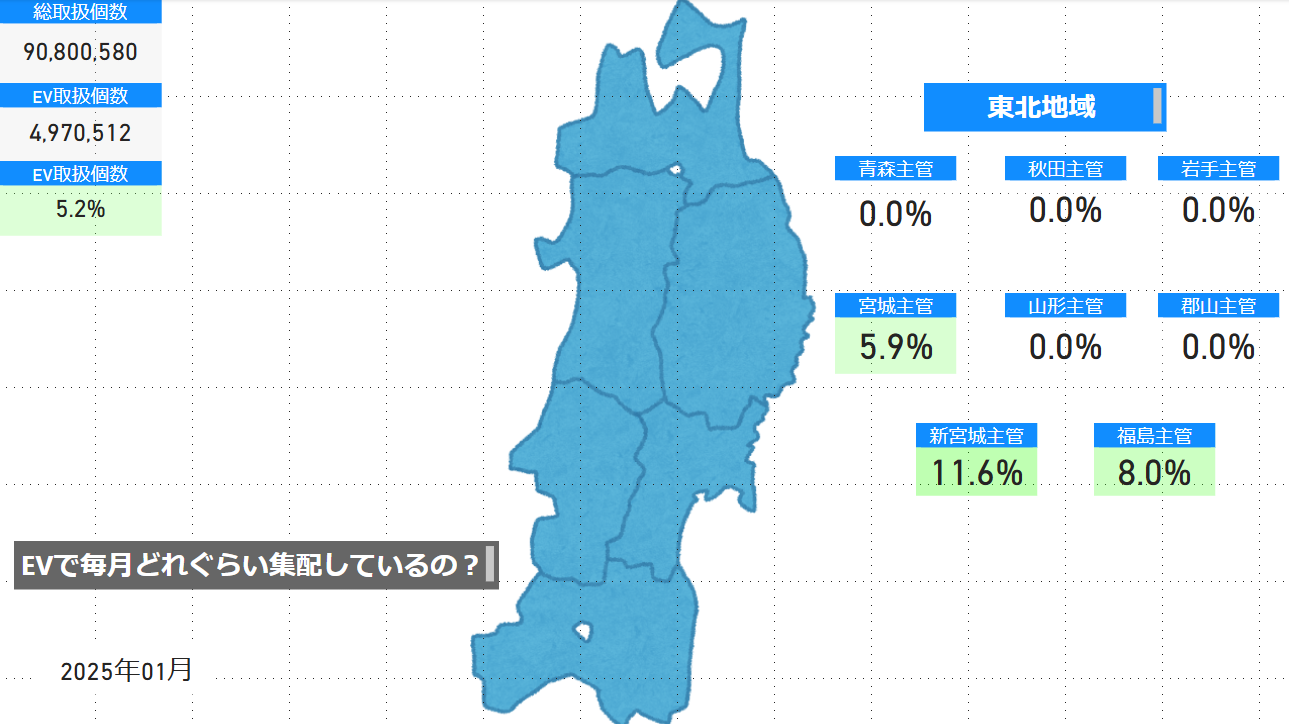 総取扱個数
90,800,580
EV取扱個数
4,970,512
EV取扱個数
5.2%
東北地域
青森主管
秋田主管
岩手主管
0.0%
0.0%
0.0%
宮城主管
山形主管
郡山主管
5.9%
0.0%
0.0%
新宮城主管
福島主管
11.6%
8.0%
EVで毎月どれぐらい集配しているの？
2025年01月